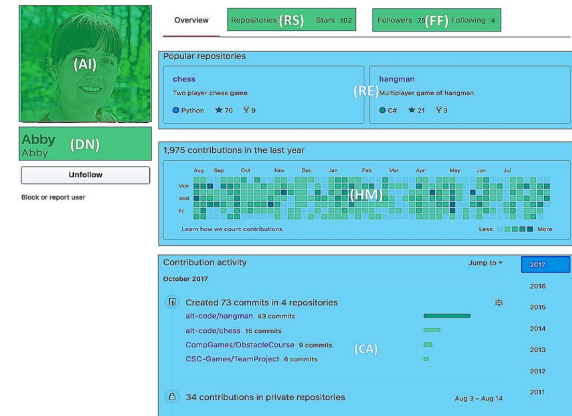 Overview Repositories (RS) Stars 102 Followers 75 (FF) Following 4
(AI)
Popular repositories
chess hangman
Two player chess game (RE) Multiplayer game of hangman
Python 70 9 C# 21 3
Abby (DN)
Abby
Unfollow
Block or report user
1,975 contributions in the last year
Aug Sep Oct Nov Dec Jan Feb Mar Apr May Jun Jul
Mon
Wed (HM)
Fri
Learn how we count contributions. Less More
Contribution activity Jump to 2017
October 2017
2016
Created 73 commits in 4 repositories 2015
alt-code/hangman 43 commits
alt-code/chess 15 commits 2014
CompGames/ObstacleCourse 9 commits (CA) 2013
CSC-Games/TeamProject 6 commits
2012
34 contributions in private repositories Aug 3 – Aug 14 2011